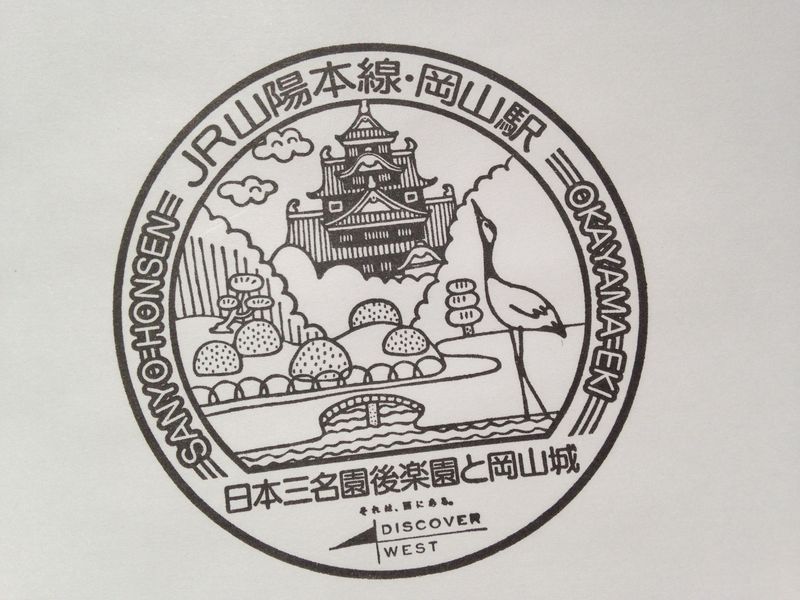 JR山陽本線・岡山駅
SANYO-HONSEN
OKAYAMA-EKI
日本三名園後楽園と岡山城
それは、西にある。
DISCOVER
WEST